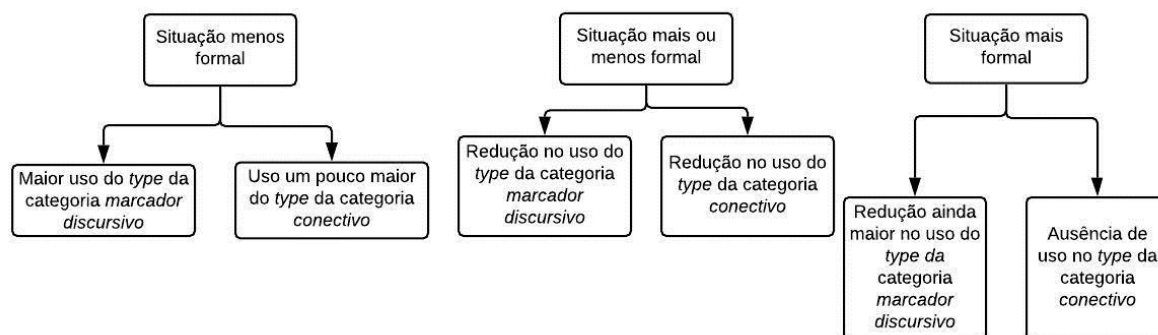 Situação menos
formal
Maior uso do type da
categoria marcador
discursivo
Uso um pouco maior
do type da categoria
conectivo
Situação mais ou
menos formal
Redução no uso do
type da categoria
marcador
discursivo
Redução no uso do
type da categoria
conectivo
Situação mais
formal
Redução ainda
maior no uso do
type da
categoria
marcador
discursivo
Ausência de
uso no type da
categoria
conectivo